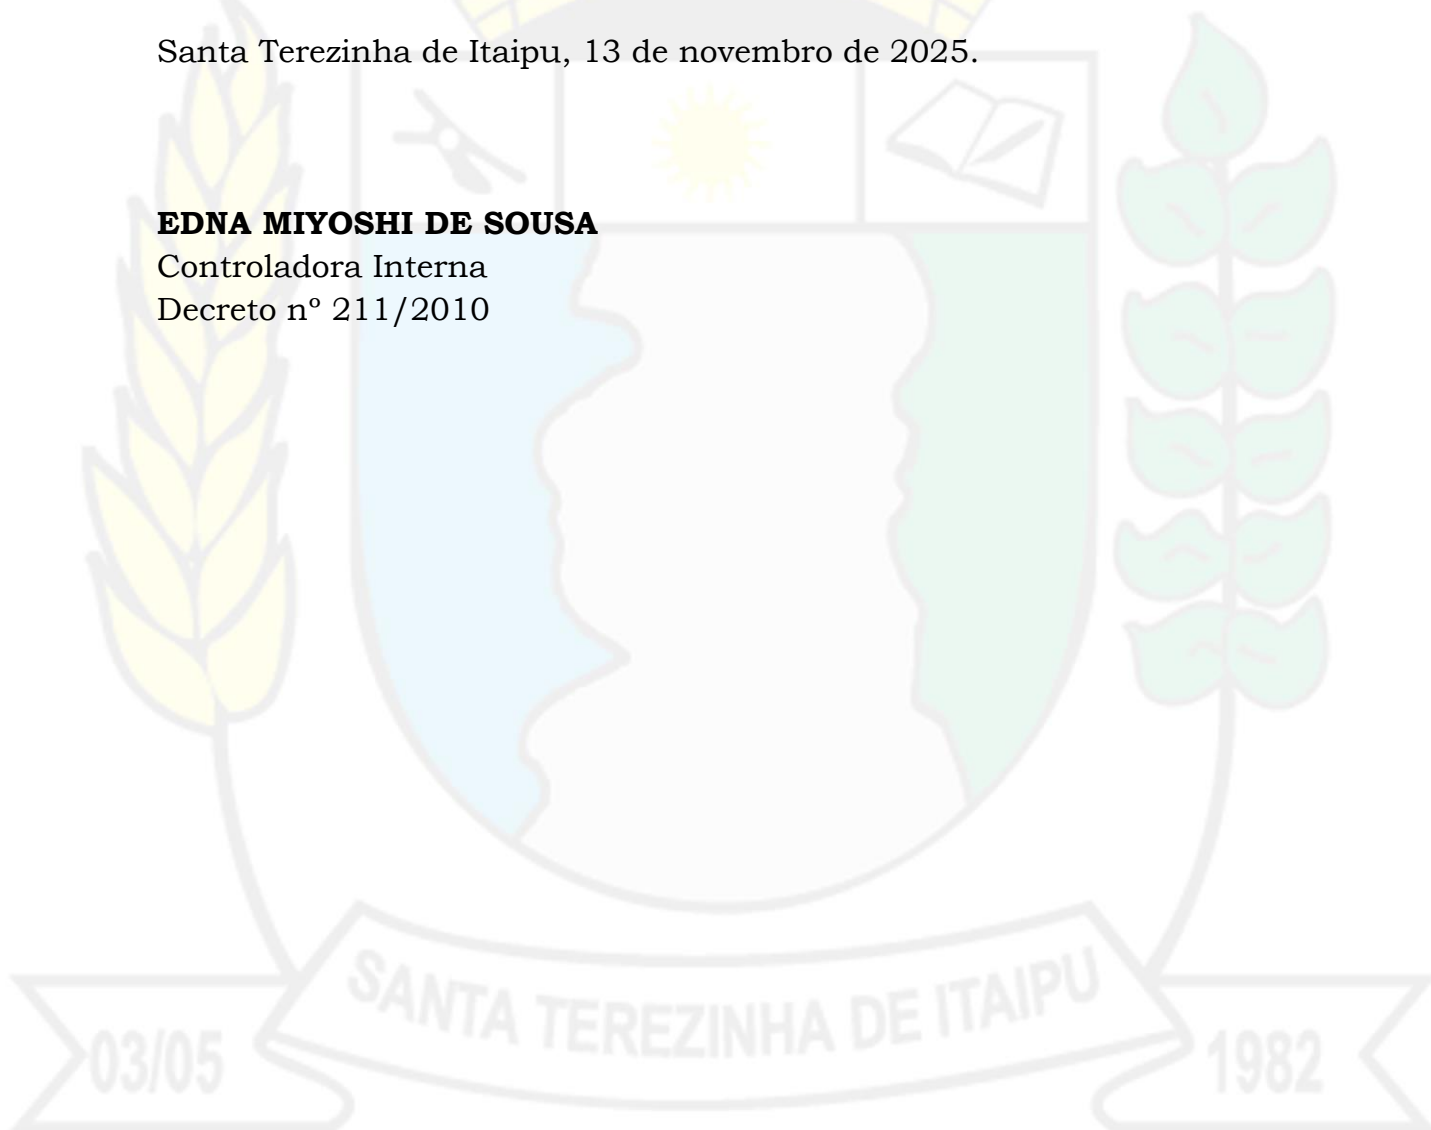 Santa Terezinha de Itaipu, 13 de novembro de 2025.
EDNA MIYOSHI DE SOUSA
Controladora Interna
Decreto nº 211/2010
SANTA TEREZINHA DE ITAIPU
03/05
1982